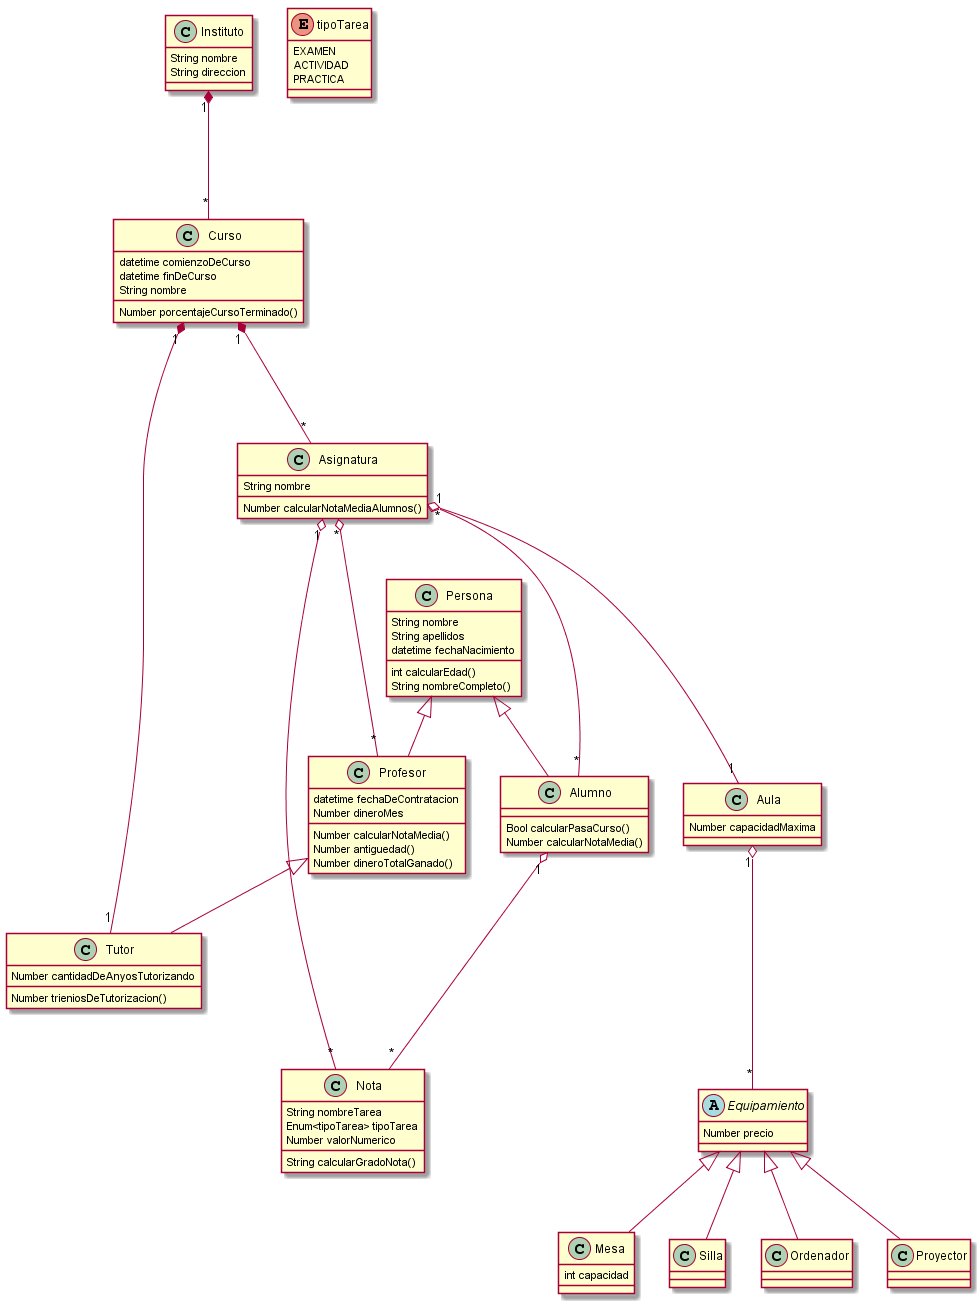 C Instituto
String nombre
String direccion
E tipoTarea
EXAMEN
ACTIVIDAD
PRACTICA
1
*
C Curso
datetime comienzoDeCurso
datetime finDeCurso
String nombre
Number porcentajeCursoTerminado()
1
1
*
C Asignatura
String nombre
Number calcularNotaMediaAlumnos()
1
*
1
*
C Persona
String nombre
String apellidos
datetime fechaNacimiento
int calcularEdad()
String nombreCompleto()
*
*
1
C Profesor
datetime fechaDeContratacion
Number dineroMes
Number calcularNotaMedia()
Number antiguedad()
Number dineroTotalGanado()
C Alumno
Bool calcularPasaCurso()
Number calcularNotaMedia()
C Aula
Number capacidadMaxima
1
1
1
C Tutor
Number cantidadDeAnyosTutorizando
Number trieniosDeTutorizacion()
*
*
*
C Nota
String nombreTarea
Enum<tipoTarea> tipoTarea
Number valorNumerico
String calcularGradoNota()
A Equipamiento
Number precio
C Mesa
int capacidad
C Silla
C Ordenador
C Proyector